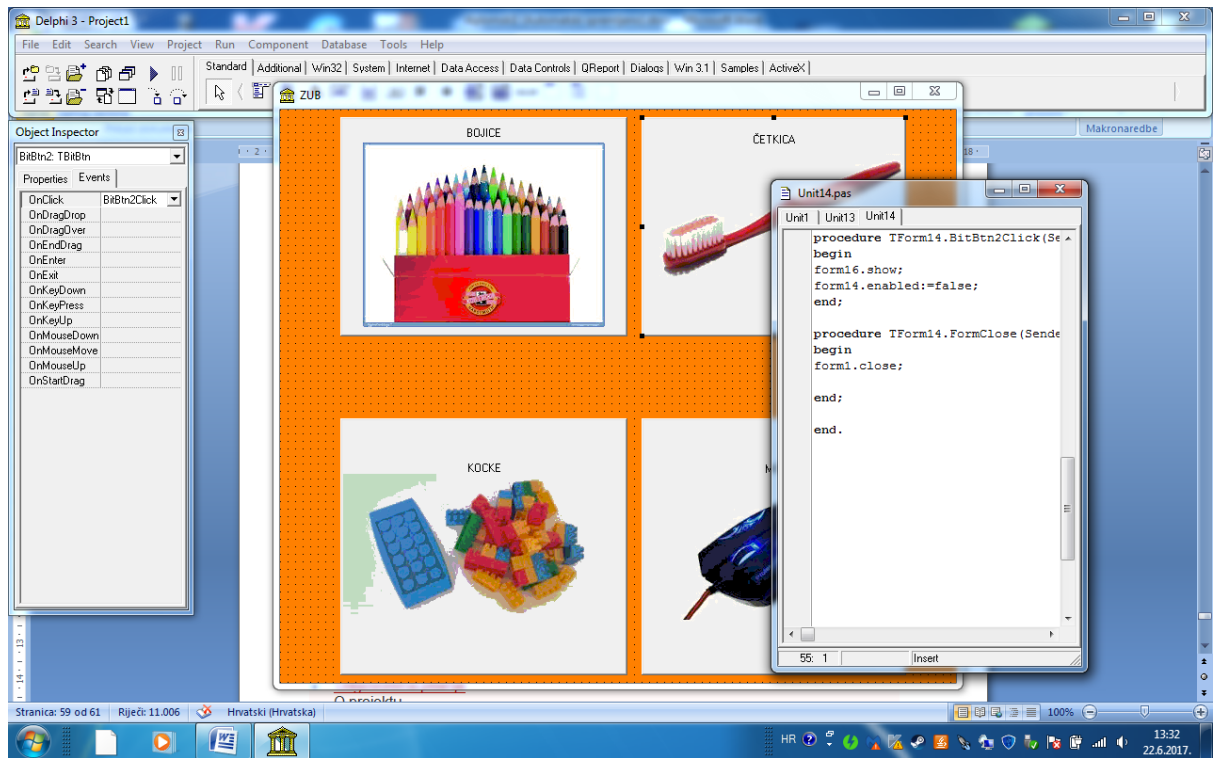 Delphi 3 - Project1
File Edit Search View Project Run Component Database Tools Help
Standard Additional Win32 System Internet Data Access Data Controls QReport Dialogs Win 3.1 Samples ActiveX
ZUB
Makronaredbe
Object Inspector
BitBtn2: TBitBtn
Properties Events
OnClick BitBtn2Click
OnDragDrop
OnDragOver
OnEndDrag
OnEnter
OnExit
OnKeyDown
OnKeyPress
OnKeyUp
OnMouseDown
OnMouseMove
OnMouseUp
OnStartDrag
2
18
BOJICE
ČETKICA
KOCKE
M
Unit14.pas
Unit1 Unit13 Unit14
procedure TForm14.BitBtn2Click(Se
begin
form16.show;
form14.enabled:=false;
end;
procedure TForm14.FormClose(Sende
begin
form1.close;
end;
end.
55: 1 Insert
13
14
O projektu
Stranica: 59 od 61 Riječi: 11.006 Hrvatski (Hrvatska) 100%
HR 13:32
22.6.2017.